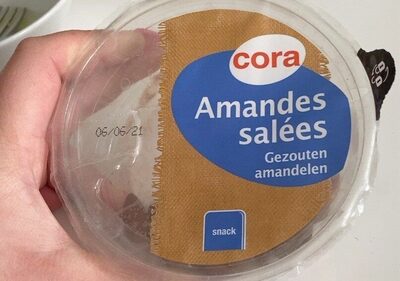 cora
Amandes
salées
Gezouten
amandelen
06/06/21
snack